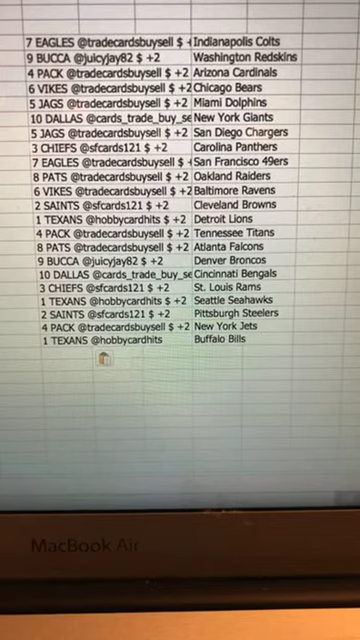 7 EAGLES @tradecardsbuysell $ + Indianapolis Colts
9 BUCCA @juicyjay82 $ +2 Washington Redskins
4 PACK @tradecardsbuysell $ +2 Arizona Cardinals
6 VIKES @tradecardsbuysell $ +2 Chicago Bears
5 JAGS @tradecardsbuysell $ +2 Miami Dolphins
10 DALLAS @cards_trade_buy_se New York Giants
5 JAGS @tradecardsbuysell $ +2 San Diego Chargers
3 CHIEFS @sfcards121 $ +2 Carolina Panthers
7 EAGLES @tradecardsbuysell $ + San Francisco 49ers
8 PATS @tradecardsbuysell $ +2 Oakland Raiders
6 VIKES @tradecardsbuysell $ +2 Baltimore Ravens
2 SAINTS @sfcards121 $ +2 Cleveland Browns
1 TEXANS @hobbycardhits $ +2 Detroit Lions
4 PACK @tradecardsbuysell $ +2 Tennessee Titans
8 PATS @tradecardsbuysell $ +2 Atlanta Falcons
9 BUCCA @juicyjay82 $ +2 Denver Broncos
10 DALLAS @cards_trade_buy_se Cincinnati Bengals
3 CHIEFS @sfcards121 $ +2 St. Louis Rams
1 TEXANS @hobbycardhits $ +2 Seattle Seahawks
2 SAINTS @sfcards121 $ +2 Pittsburgh Steelers
4 PACK @tradecardsbuysell $ +2 New York Jets
1 TEXANS @hobbycardhits Buffalo Bills
MacBook Air